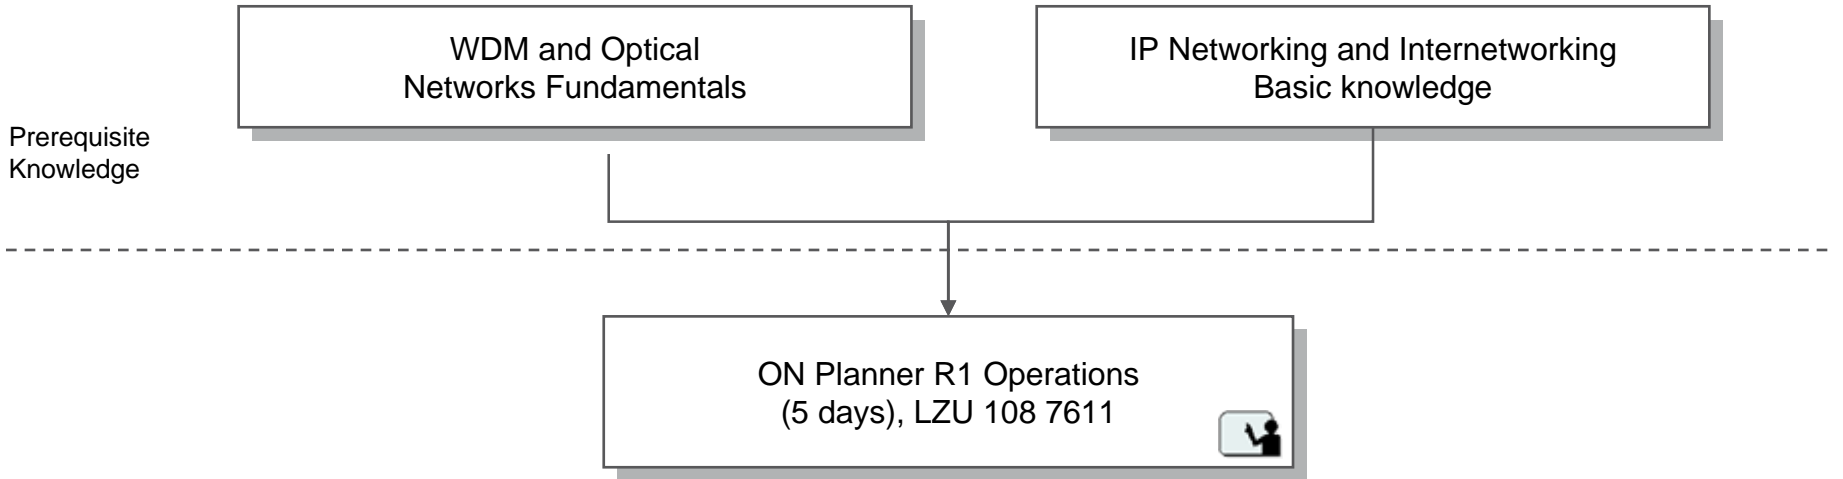 WDM and Optical
Networks Fundamentals
IP Networking and Internetworking
Basic knowledge
Prerequisite
Knowledge
ON Planner R1 Operations
(5 days), LZU 108 7611